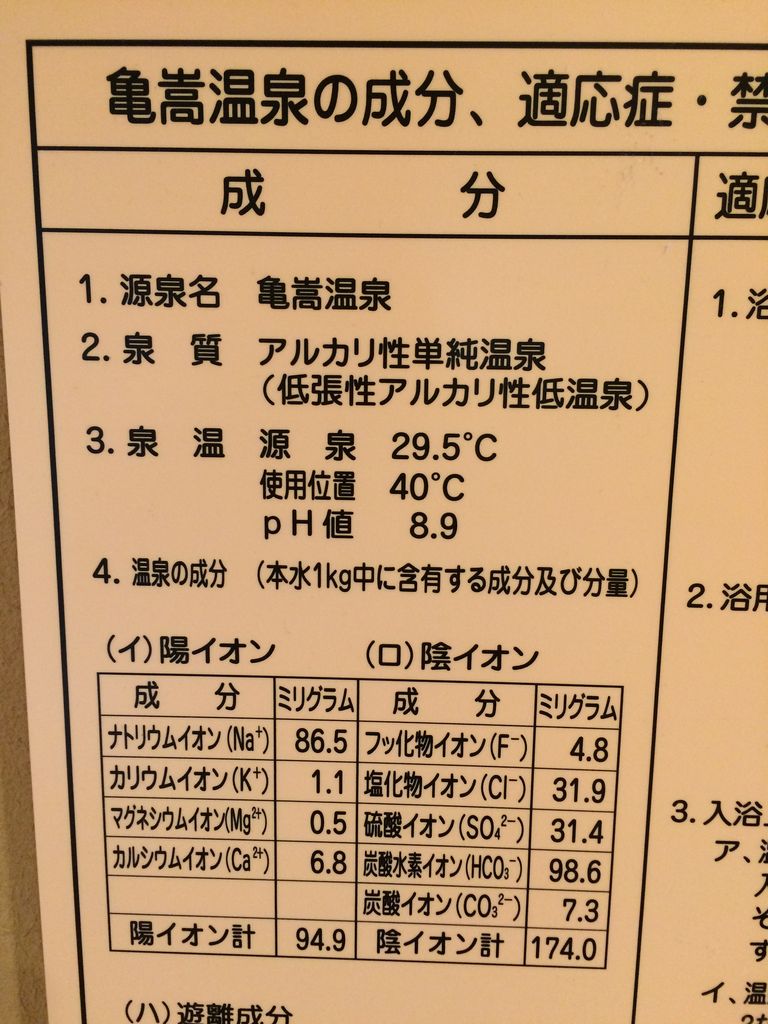 亀嵩温泉の成分、適応症・禁
成 分
適
1. 源泉名 亀嵩温泉
2. 泉 質 アルカリ性単純温泉
（低張性アルカリ性低温泉）
3. 泉 温 源 泉 29.5℃
使用位置 40℃
pH値 8.9
4. 温泉の成分 （本水1kg中に含有する成分及び分量）
（イ）陽イオン （ロ）陰イオン
成 分 ミリグラム 成 分 ミリグラム
ナトリウムイオン(Na⁺) 86.5 フッ化物イオン(F⁻) 4.8
カリウムイオン(K⁺) 1.1 塩化物イオン(Cl⁻) 31.9
マグネシウムイオン(Mg²⁺) 0.5 硫酸イオン(SO₄²⁻) 31.4
カルシウムイオン(Ca²⁺) 6.8 炭酸水素イオン(HCO₃⁻) 98.6
炭酸イオン(CO₃²⁻) 7.3
陽イオン計 94.9 陰イオン計 174.0
（ハ）遊離成分
1. 浴
2. 浴用
3. 入浴
ア、温
入
そ
す
イ、温